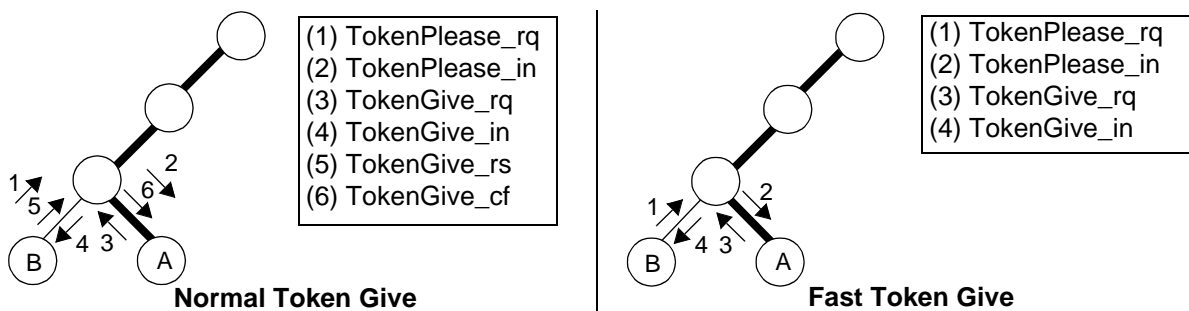 (1) TokenPlease_rq
(2) TokenPlease_in
(3) TokenGive_rq
(4) TokenGive_in
(5) TokenGive_rs
(6) TokenGive_cf
1
5
4
3
6
2
B
A
Normal Token Give
(1) TokenPlease_rq
(2) TokenPlease_in
(3) TokenGive_rq
(4) TokenGive_in
1
2
4
3
B
A
Fast Token Give